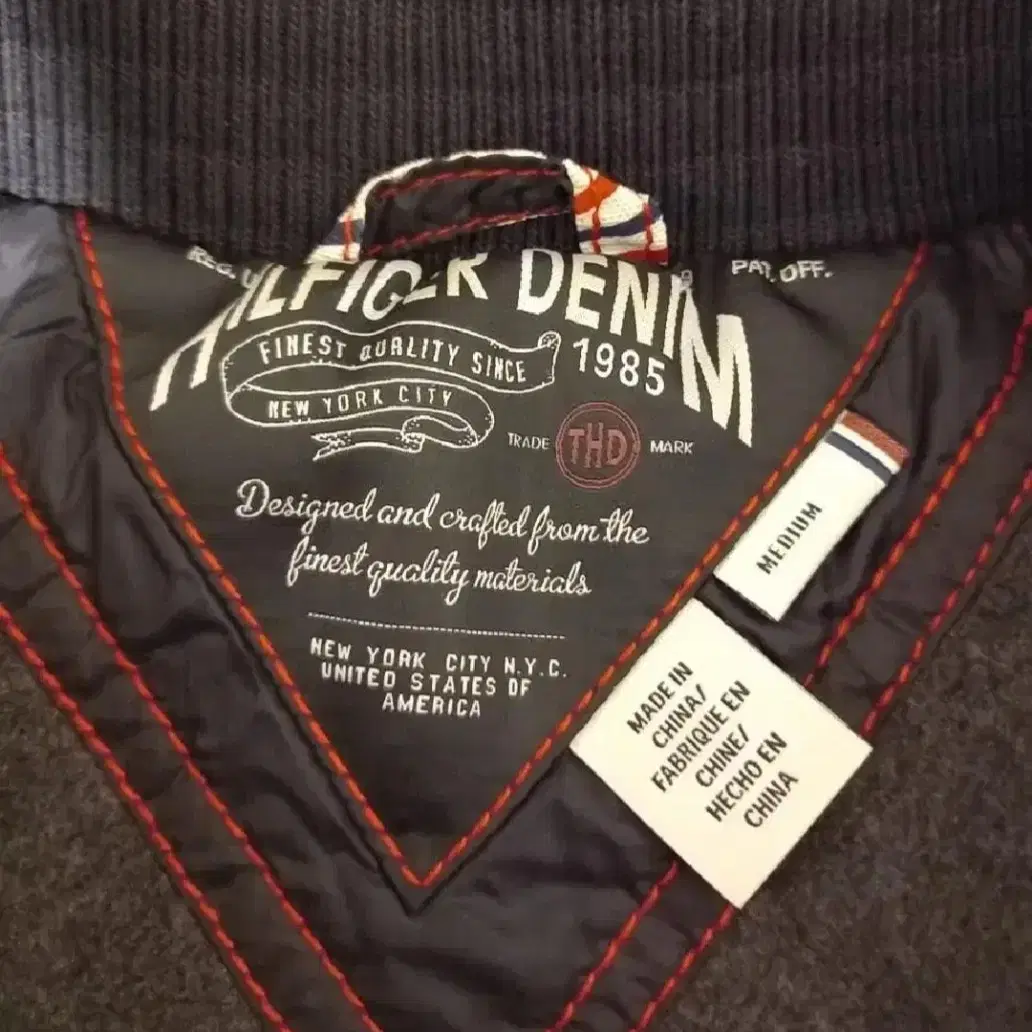 REG. U PAT. OFF.
HILFIGER DENIM
FINEST QUALITY SINCE 1985
NEW YORK CITY
TRADE THD MARK
Designed and crafted from the
finest quality materials
NEW YORK CITY N.Y.C.
UNITED STATES OF
AMERICA
MEDIUM
MADE IN
CHINA/
FABRIQUE EN
CHINE/
HECHO EN
CHINA